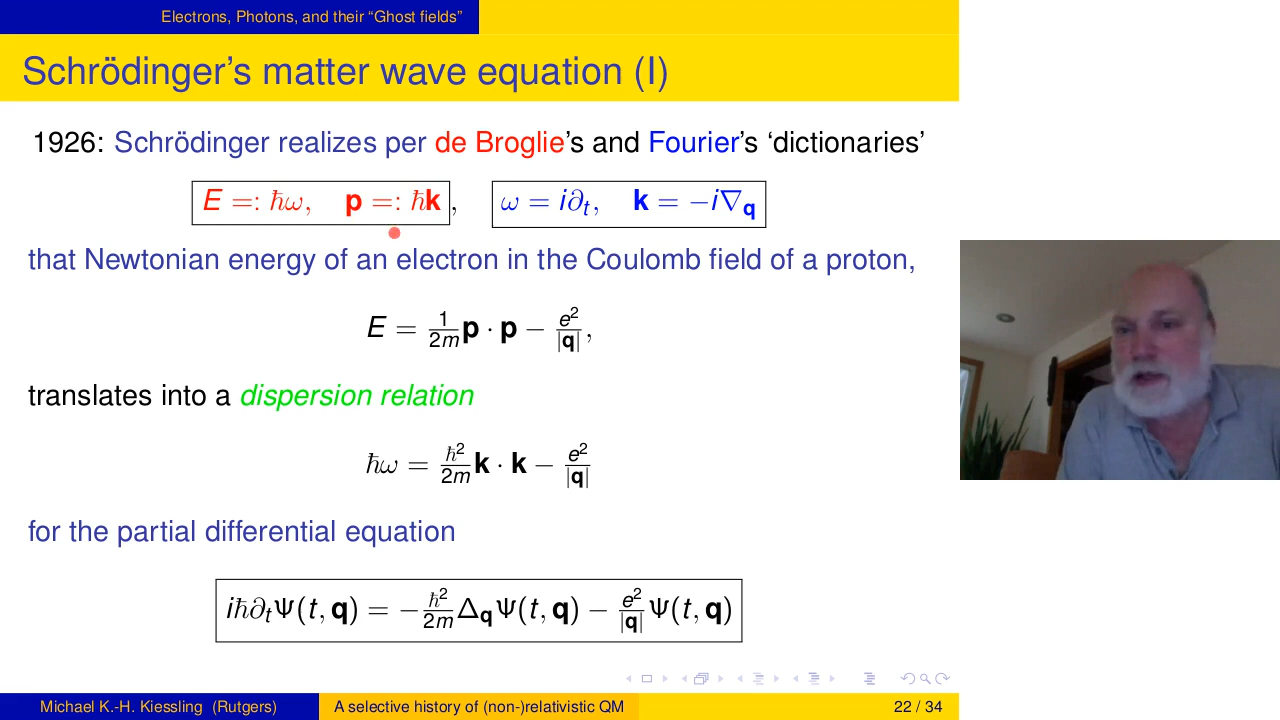 Electrons, Photons, and their “Ghost fields”
Schrödinger’s matter wave equation (I)
1926: Schrödinger realizes per de Broglie’s and Fourier’s ‘dictionaries’
E =: ħω, p =: ħk, ω = i∂_t, k = −i∇_q
that Newtonian energy of an electron in the Coulomb field of a proton,
E = 1/2m p · p − e²/|q|,
translates into a dispersion relation
ħω = ħ²/2m k · k − e²/|q|
for the partial differential equation
iħ∂_tΨ(t, q) = −ħ²/2m Δ_qΨ(t, q) − e²/|q| Ψ(t, q)
Michael K.-H. Kiessling (Rutgers) A selective history of (non-)relativistic QM 22 / 34